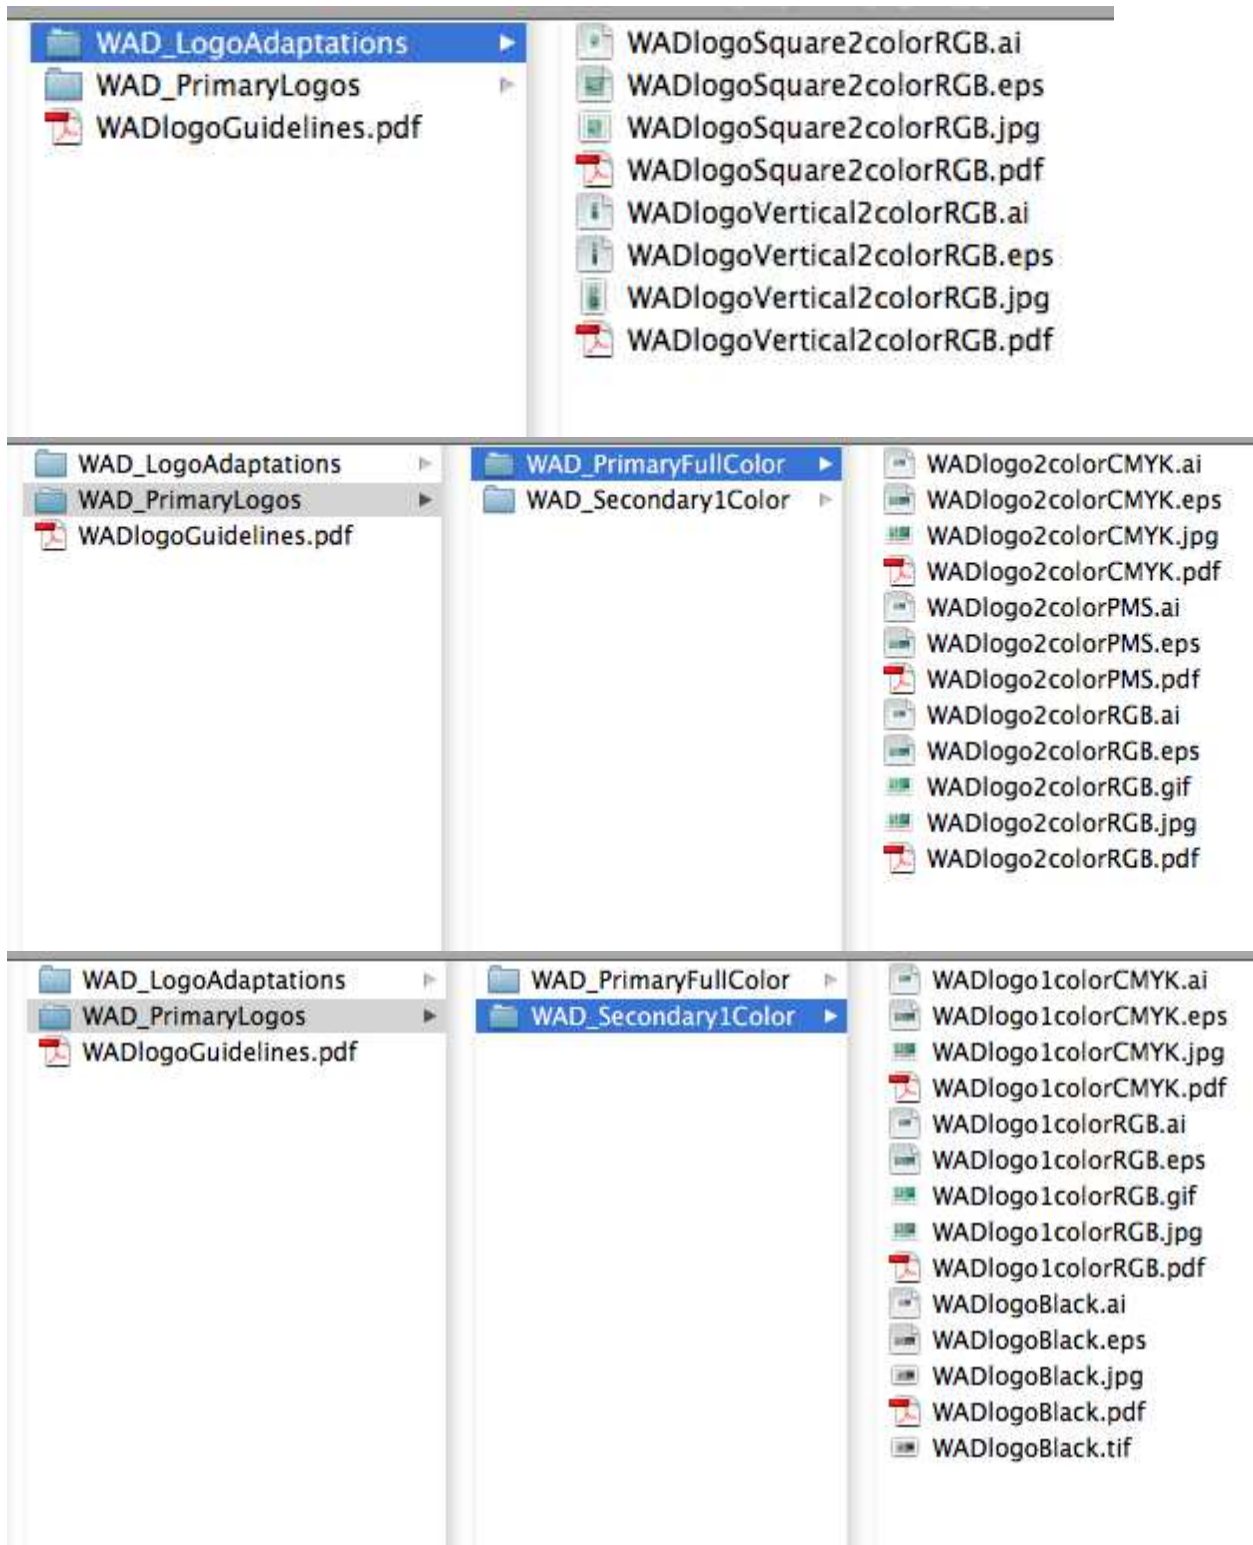 WAD_LogoAdaptations
WAD_PrimaryLogos
WADlogoGuidelines.pdf
WADlogoSquare2colorRGB.ai
WADlogoSquare2colorRGB.eps
WADlogoSquare2colorRGB.jpg
WADlogoSquare2colorRGB.pdf
WADlogoVertical2colorRGB.ai
WADlogoVertical2colorRGB.eps
WADlogoVertical2colorRGB.jpg
WADlogoVertical2colorRGB.pdf
WAD_LogoAdaptations
WAD_PrimaryLogos
WADlogoGuidelines.pdf
WAD_PrimaryFullColor
WAD_Secondary1Color
WADlogo2colorCMYK.ai
WADlogo2colorCMYK.eps
WADlogo2colorCMYK.jpg
WADlogo2colorCMYK.pdf
WADlogo2colorPMS.ai
WADlogo2colorPMS.eps
WADlogo2colorPMS.pdf
WADlogo2colorRGB.ai
WADlogo2colorRGB.eps
WADlogo2colorRGB.gif
WADlogo2colorRGB.jpg
WADlogo2colorRGB.pdf
WAD_LogoAdaptations
WAD_PrimaryLogos
WADlogoGuidelines.pdf
WAD_PrimaryFullColor
WAD_Secondary1Color
WADlogo1colorCMYK.ai
WADlogo1colorCMYK.eps
WADlogo1colorCMYK.jpg
WADlogo1colorCMYK.pdf
WADlogo1colorRGB.ai
WADlogo1colorRGB.eps
WADlogo1colorRGB.gif
WADlogo1colorRGB.jpg
WADlogo1colorRGB.pdf
WADlogoBlack.ai
WADlogoBlack.eps
WADlogoBlack.jpg
WADlogoBlack.pdf
WADlogoBlack.tif